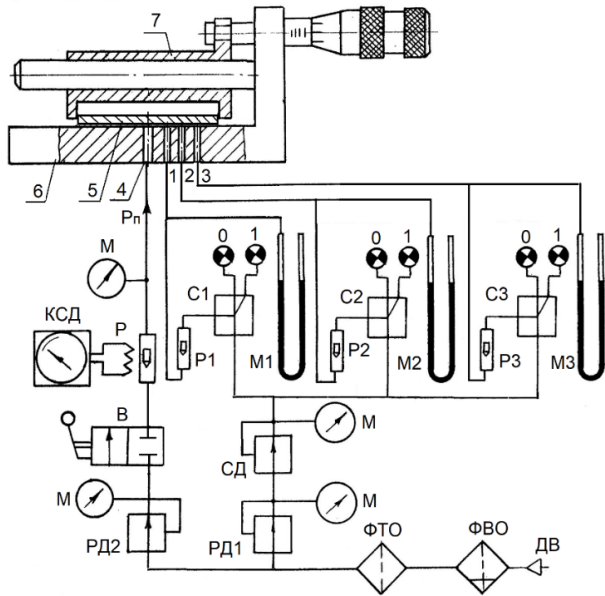 7
6 5 4 1 2 3
Pп
М
0 1 0 1 0 1
С1 С2 С3
КСД Р
Р1 М1 Р2 М2 Р3 М3
В
М
СД
М М
РД2 РД1 ФТО ФВО ДВ